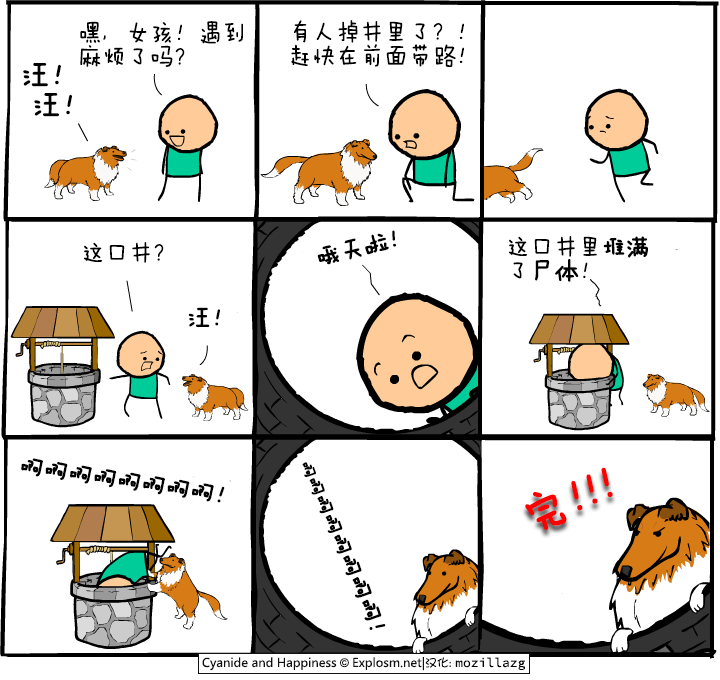 嘿，女孩！遇到
麻烦了吗？
汪！
汪！
有人掉井里了？！
赶快在前面带路！
这口井？
汪！
哦天啦！
这口井里堆满
了尸体！
啊啊啊啊啊啊啊啊！
啊啊啊啊啊啊啊啊！
完!!!
Cyanide and Happiness © Explosm.net|汉化: mozillazg